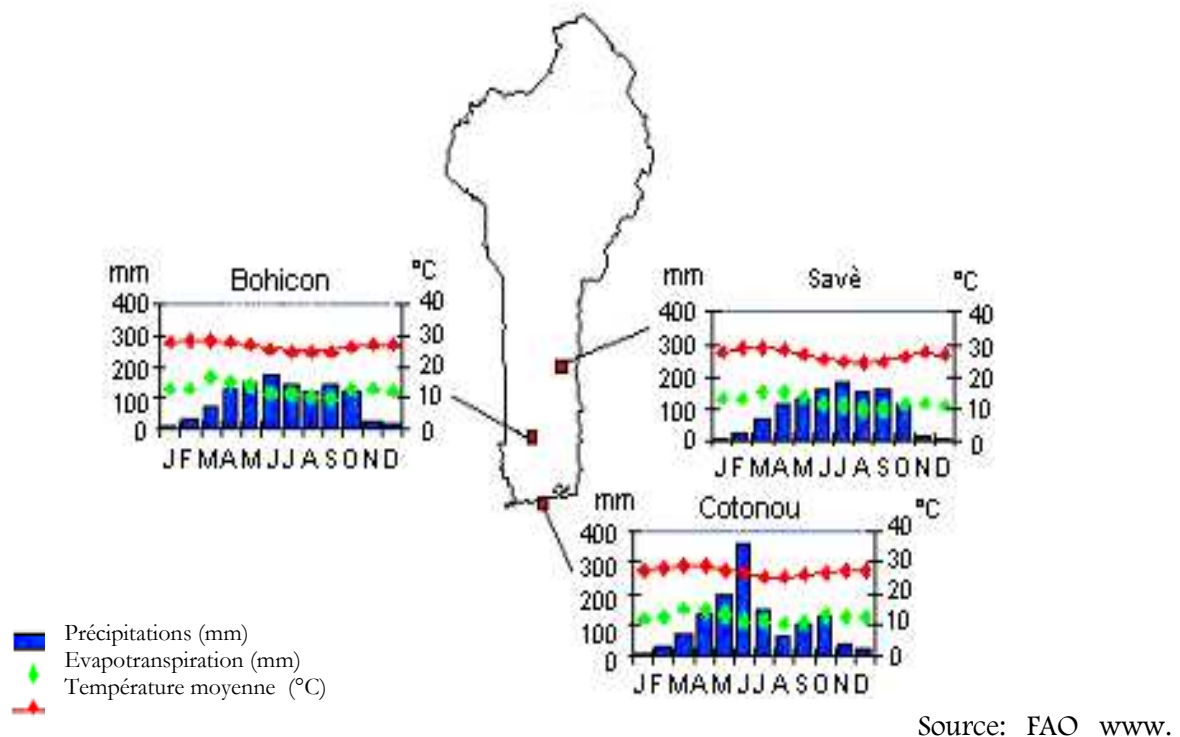 mm Bohicon °C
400 40
300 30
200 20
100 10
0 0
J F M A M J J A S O N D
mm Savè °C
400 40
300 30
200 20
100 10
0 0
J F M A M J J A S O N D
mm Cotonou °C
400 40
300 30
200 20
100 10
0 0
J F M A M J J A S O N D
Précipitations (mm)
Evapotranspiration (mm)
Température moyenne (°C)
Source: FAO www.